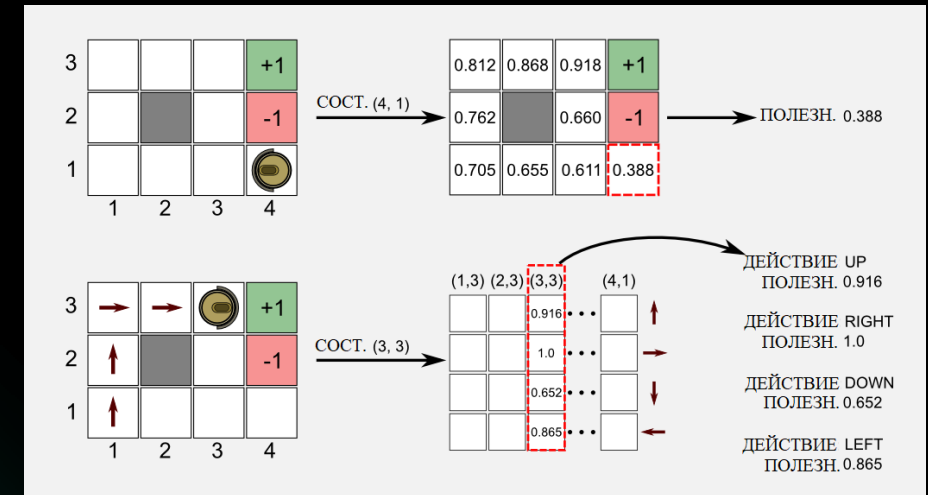 3
+1
2
-1
1
1 2 3 4
СОСТ. (4, 1)
0.812 0.868 0.918 +1
0.762 0.660 -1
0.705 0.655 0.611 0.388
ПОЛЕЗН. 0.388
3
+1
2
-1
1
1 2 3 4
СОСТ. (3, 3)
(1,3) (2,3) (3,3) (4,1)
0.916
1.0
0.652
0.865
ДЕЙСТВИЕ UP
ПОЛЕЗН. 0.916
ДЕЙСТВИЕ RIGHT
ПОЛЕЗН. 1.0
ДЕЙСТВИЕ DOWN
ПОЛЕЗН. 0.652
ДЕЙСТВИЕ LEFT
ПОЛЕЗН. 0.865